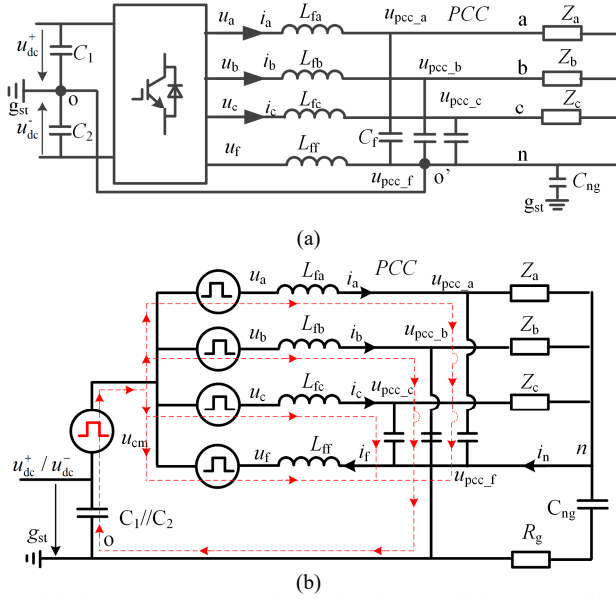 u_a i_a L_fa u_pcc_a PCC a Z_a
u_dc^+ C_1
u_b i_b L_fb u_pcc_b b Z_b
g_st o
u_c i_c L_fc u_pcc_c c Z_c
u_dc^- C_2
C_f
u_f L_ff n
u_pcc_f o' C_ng
g_st
(a)
u_a L_fa i_a PCC u_pcc_a Z_a
u_b L_fb i_b u_pcc_b Z_b
u_c L_fc i_c u_pcc_c Z_c
u_cm
u_f L_ff i_f i_n n
u_dc^+ / u_dc^- u_pcc_f
C_ng
g_st C_1//C_2
o R_g
(b)